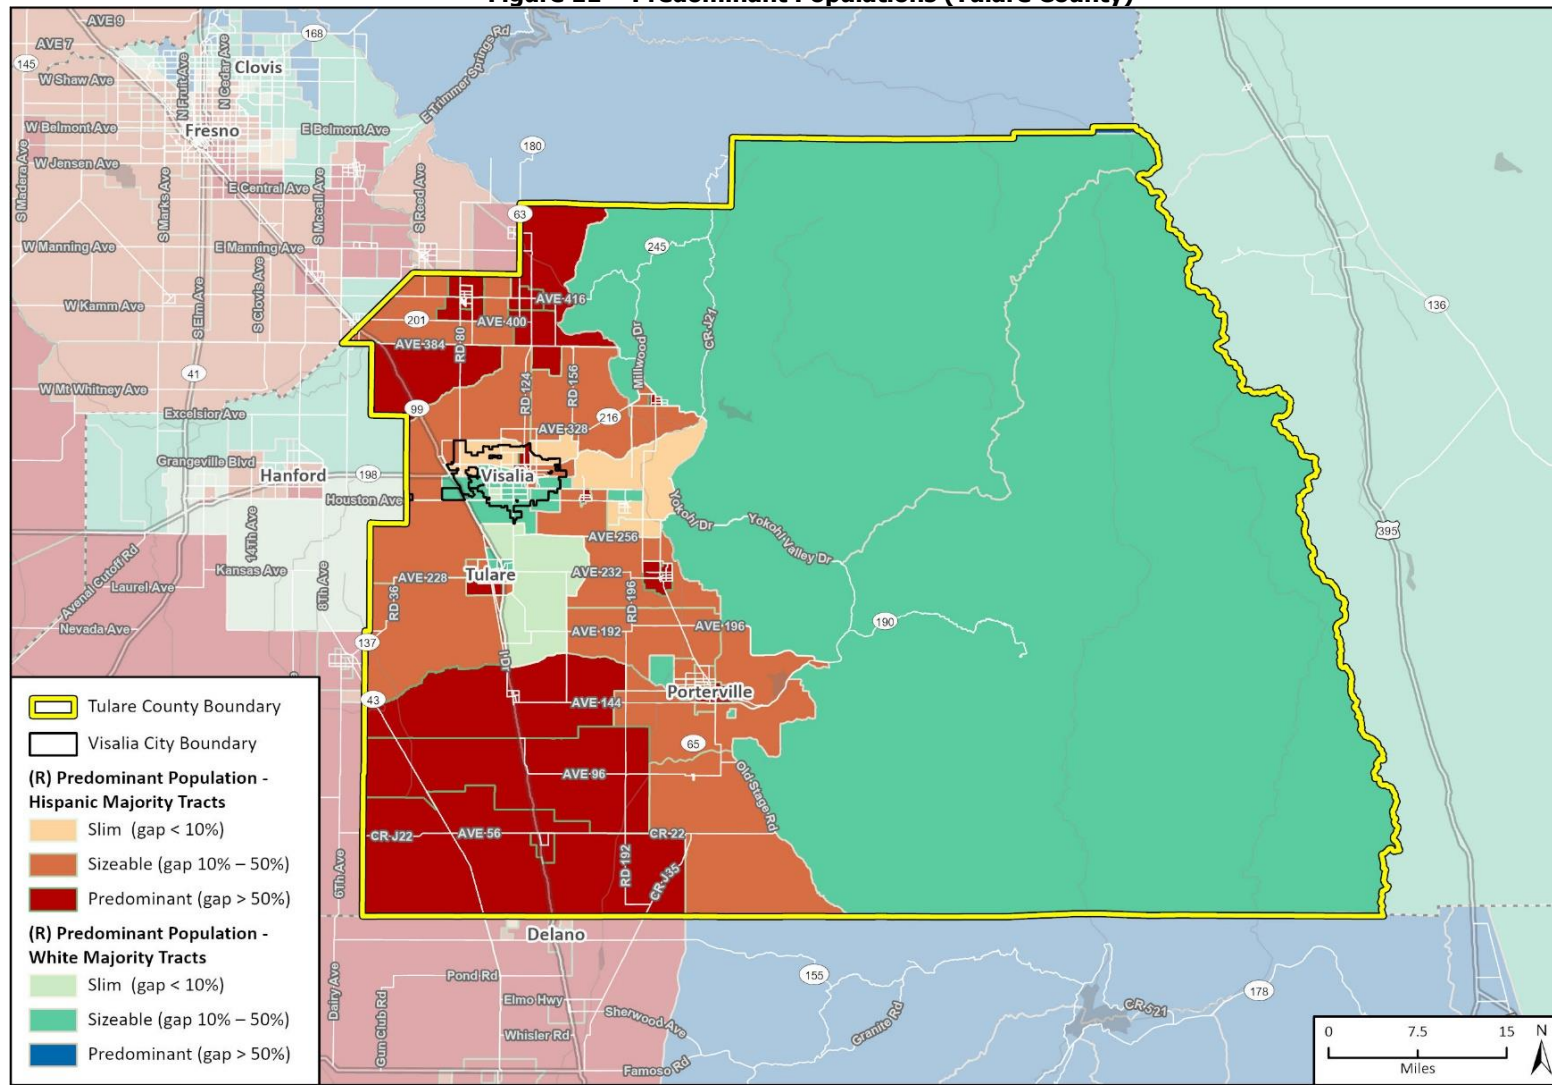 AVE 9
168
AVE 7
145
Clovis
W Shaw Ave
N Fruit Ave
N Cedar Ave
E Trimmer Springs Rd
W Belmont Ave
Fresno
E Belmont Ave
W Jensen Ave
180
S Madera Ave
S Marks Ave
E Central Ave
S Mccall Ave
S Reed Ave
63
W Manning Ave
E Manning Ave
245
W Kamm Ave
S Elm Ave
S Clovis Ave
AVE 416
136
201
AVE 400
AVE 384
RD 80
Millwood Dr
CR-J21
41
W Mt Whitney Ave
RD 124
RD 156
Excelsior Ave
99
216
AVE 328
Grangeville Blvd
Hanford
198
Visalia
Houston Ave
Yokohl Dr
Yokohl Valley Dr
14Th Ave
AVE 256
395
Avenal Cutoff Rd
Kansas Ave
Laurel Ave
8Th Ave
AVE 228
Tulare
AVE 232
RD 36
RD 196
Nevada Ave
137
AVE 192
AVE 196
190
Porterville
43
AVE 144
65
AVE 96
Old Stage Rd
CR-J22
AVE 56
CR-22
RD 192
CR-J35
6Th Ave
Delano
Dairy Ave
Gun Club Rd
Pond Rd
155
178
Elmo Hwy
Sherwood Ave
Granite Rd
CR-521
Whisler Rd
Famoso Rd
Tulare County Boundary
Visalia City Boundary
(R) Predominant Population -
Hispanic Majority Tracts
Slim (gap < 10%)
Sizeable (gap 10% – 50%)
Predominant (gap > 50%)
(R) Predominant Population -
White Majority Tracts
Slim (gap < 10%)
Sizeable (gap 10% – 50%)
Predominant (gap > 50%)
0 7.5 15
Miles
N